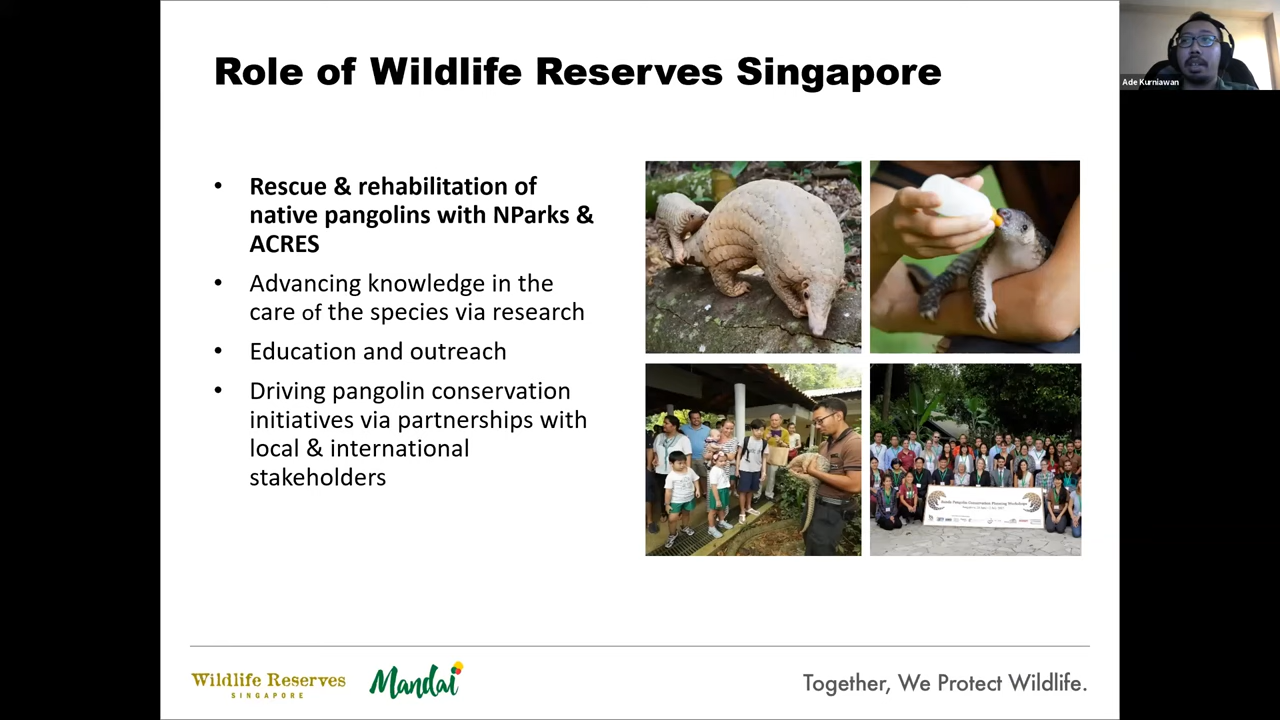 Role of Wildlife Reserves Singapore
Ade Kurniawan
• Rescue & rehabilitation of
native pangolins with NParks &
ACRES
• Advancing knowledge in the
care of the species via research
• Education and outreach
• Driving pangolin conservation
initiatives via partnerships with
local & international
stakeholders
Wildlife Reserves
SINGAPORE
Mandai
Together, We Protect Wildlife.